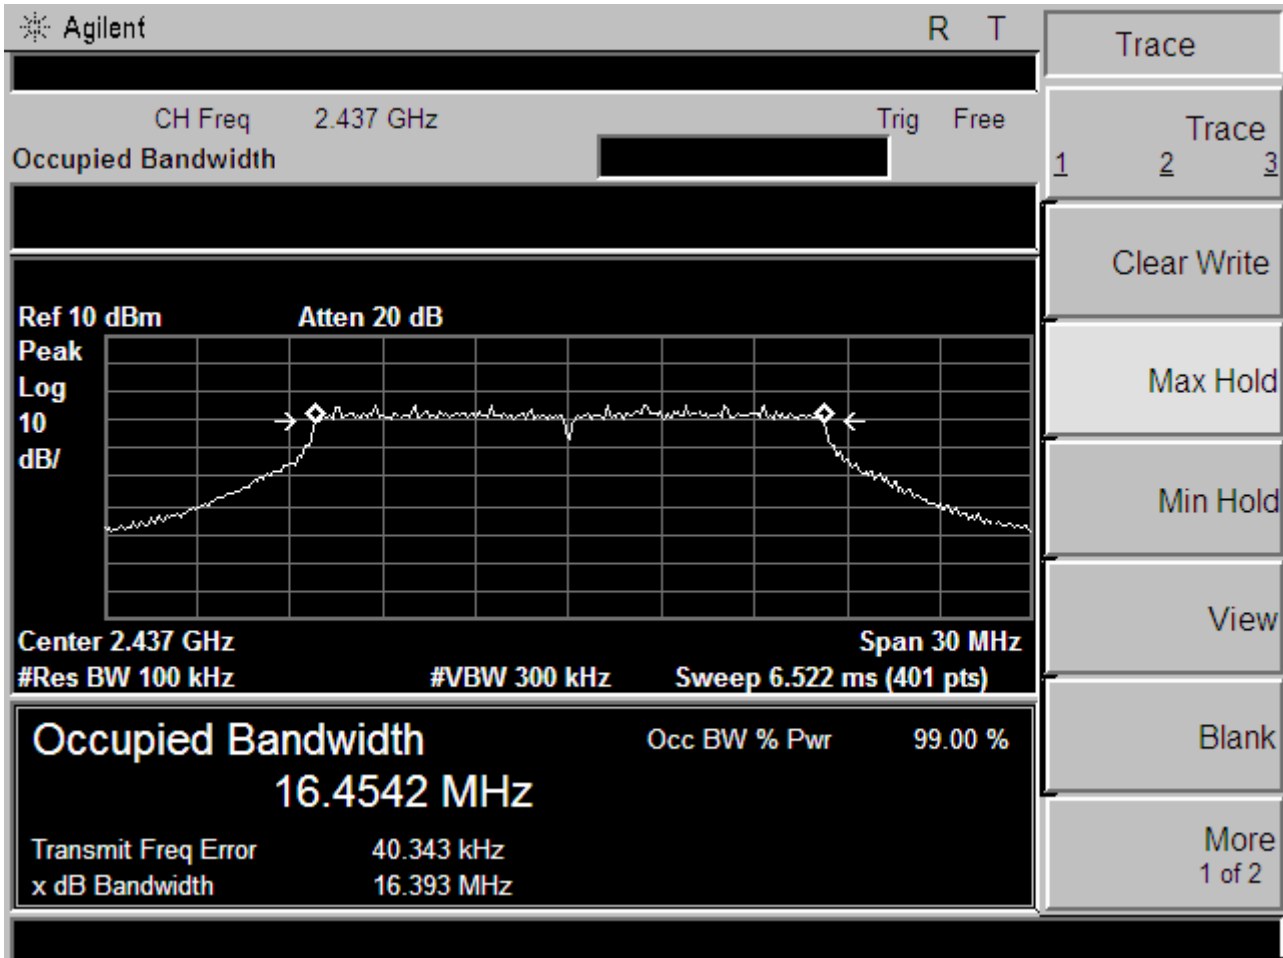 Agilent R T
Trace
CH Freq 2.437 GHz Trig Free
Occupied Bandwidth
Trace
1 2 3
Clear Write
Ref 10 dBm Atten 20 dB
Peak
Log
10
dB/
Max Hold
Min Hold
View
Center 2.437 GHz Span 30 MHz
#Res BW 100 kHz #VBW 300 kHz Sweep 6.522 ms (401 pts)
Occupied Bandwidth Occ BW % Pwr 99.00 %
16.4542 MHz
Blank
Transmit Freq Error 40.343 kHz
x dB Bandwidth 16.393 MHz
More
1 of 2